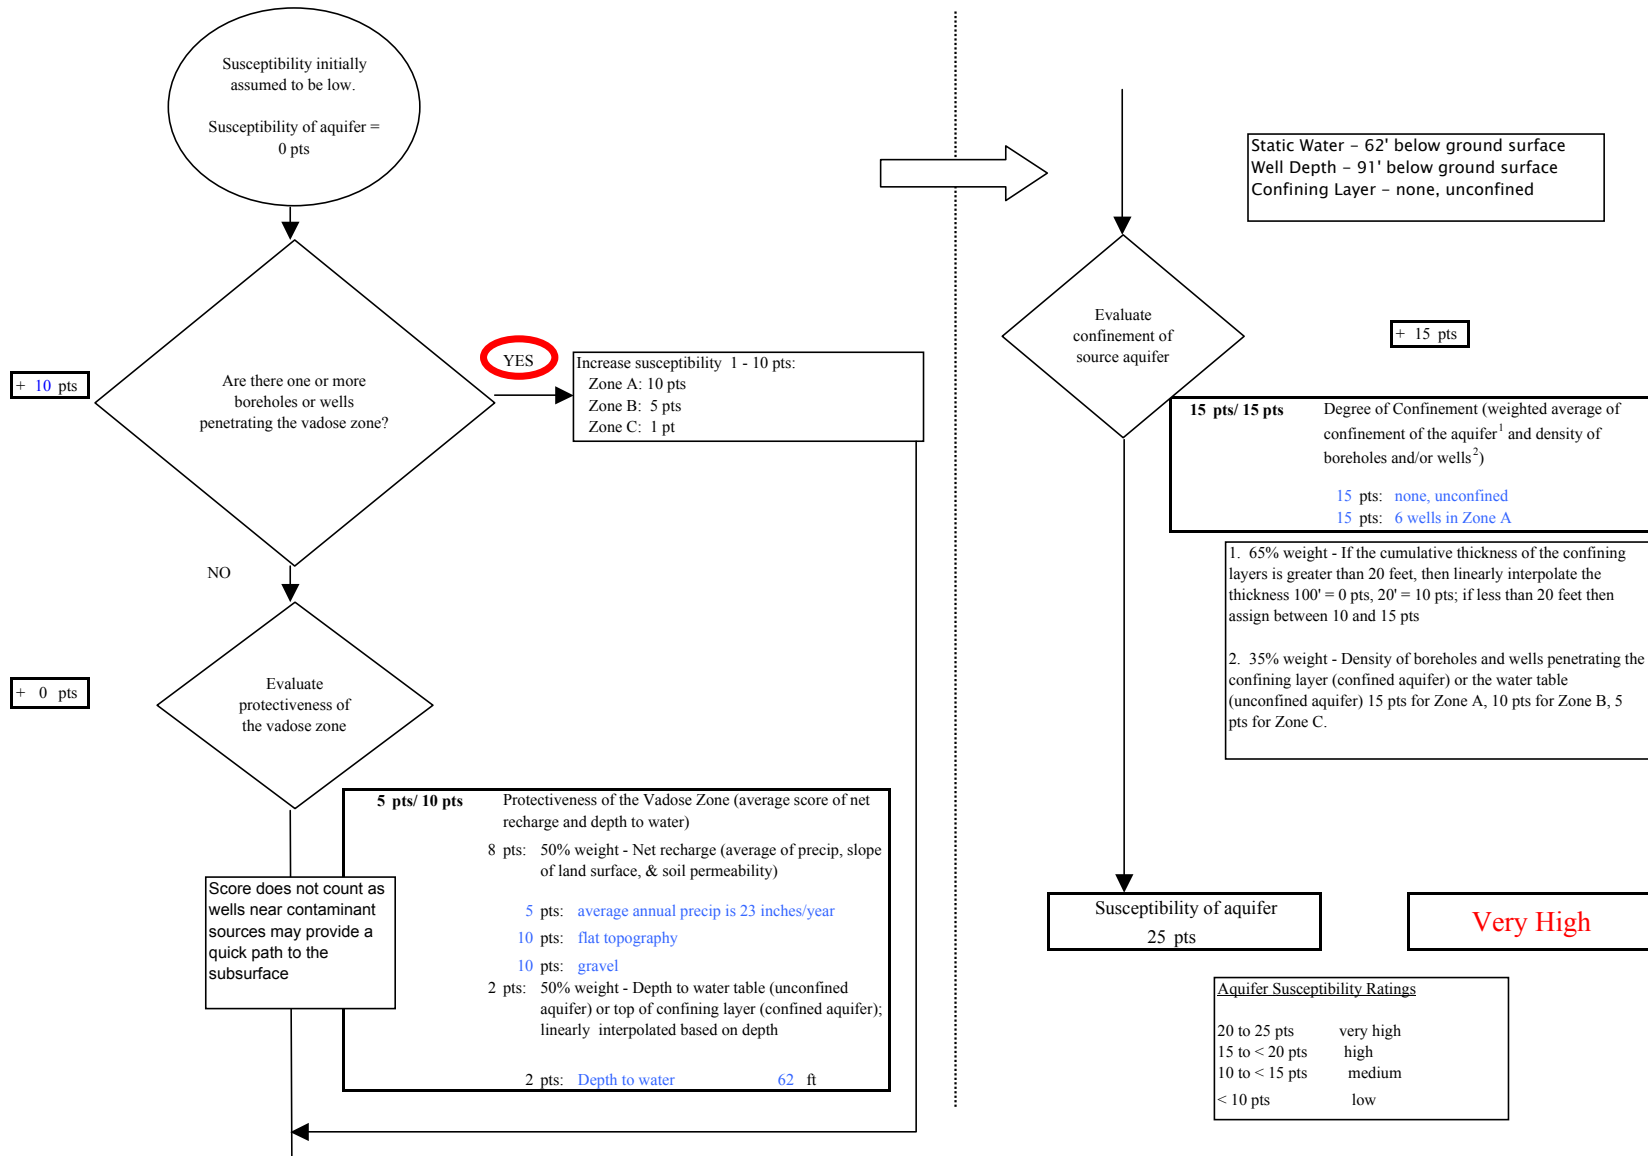 Susceptibility initially
assumed to be low.
Susceptibility of aquifer =
0 pts
+ 10 pts
Are there one or more
boreholes or wells
penetrating the vadose zone?
YES
Increase susceptibility 1 - 10 pts:
Zone A: 10 pts
Zone B: 5 pts
Zone C: 1 pt
NO
+ 0 pts
Evaluate
protectiveness of
the vadose zone
5 pts/ 10 pts Protectiveness of the Vadose Zone (average score of net
recharge and depth to water)
8 pts: 50% weight - Net recharge (average of precip, slope
of land surface, & soil permeability)
5 pts: average annual precip is 23 inches/year
10 pts: flat topography
10 pts: gravel
2 pts: 50% weight - Depth to water table (unconfined
aquifer) or top of confining layer (confined aquifer);
linearly interpolated based on depth
2 pts: Depth to water 62 ft
Score does not count as
wells near contaminant
sources may provide a
quick path to the
subsurface
Static Water – 62' below ground surface
Well Depth – 91' below ground surface
Confining Layer – none, unconfined
Evaluate
confinement of
source aquifer
+ 15 pts
15 pts/ 15 pts Degree of Confinement (weighted average of
confinement of the aquifer1 and density of
boreholes and/or wells2)
15 pts: none, unconfined
15 pts: 6 wells in Zone A
1. 65% weight - If the cumulative thickness of the confining
layers is greater than 20 feet, then linearly interpolate the
thickness 100' = 0 pts, 20' = 10 pts; if less than 20 feet then
assign between 10 and 15 pts
2. 35% weight - Density of boreholes and wells penetrating the
confining layer (confined aquifer) or the water table
(unconfined aquifer) 15 pts for Zone A, 10 pts for Zone B, 5
pts for Zone C.
Susceptibility of aquifer
25 pts
Very High
Aquifer Susceptibility Ratings
20 to 25 pts very high
15 to < 20 pts high
10 to < 15 pts medium
< 10 pts low